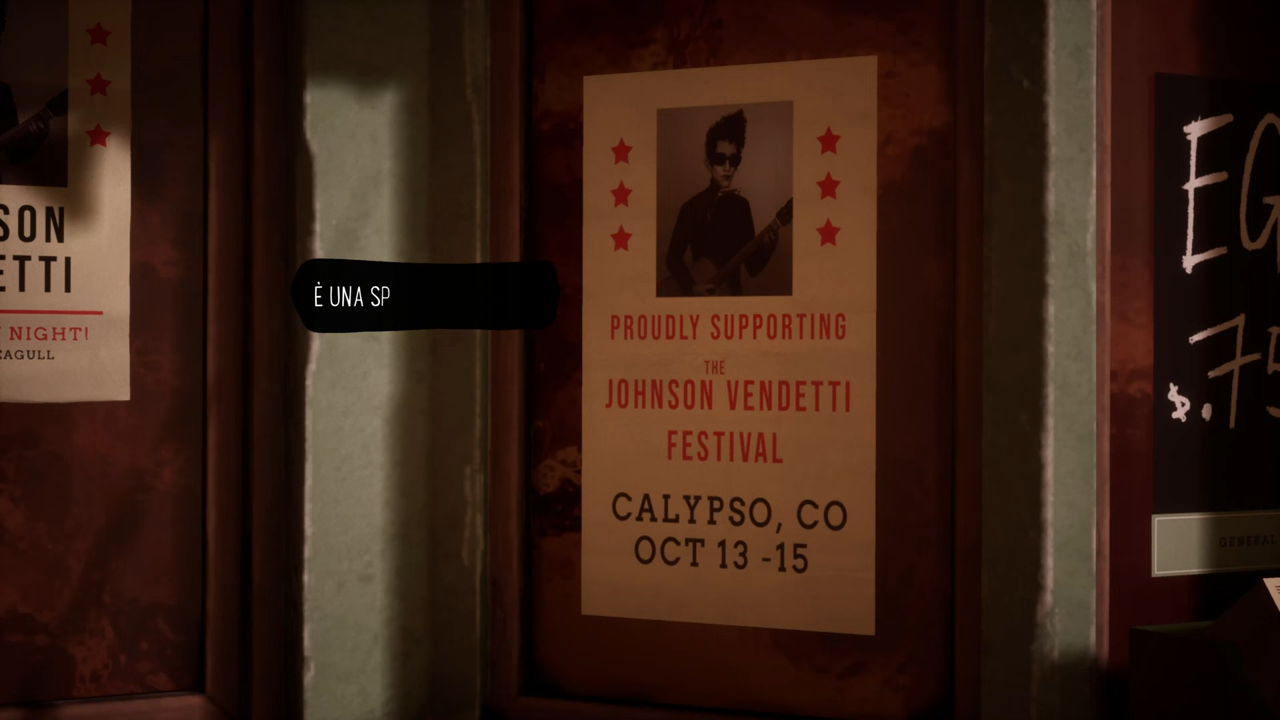 SON
ETTI
NIGHT!
EAGULL
È UNA SP
PROUDLY SUPPORTING
THE
JOHNSON VENDETTI
FESTIVAL
CALYPSO, CO
OCT 13 -15
EG
$.75
GENERAL